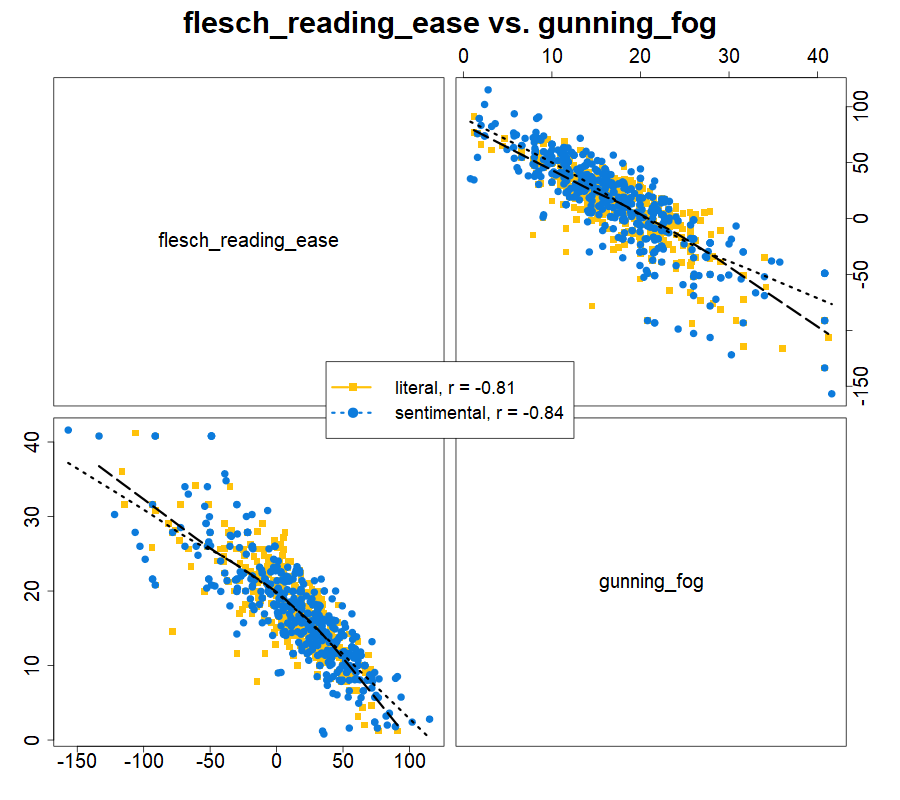 flesch_reading_ease vs. gunning_fog
0 10 20 30 40
flesch_reading_ease
100
50
0
-50
-150
literal, r = -0.81
sentimental, r = -0.84
40
30
20
10
0
gunning_fog
-150 -100 -50 0 50 100